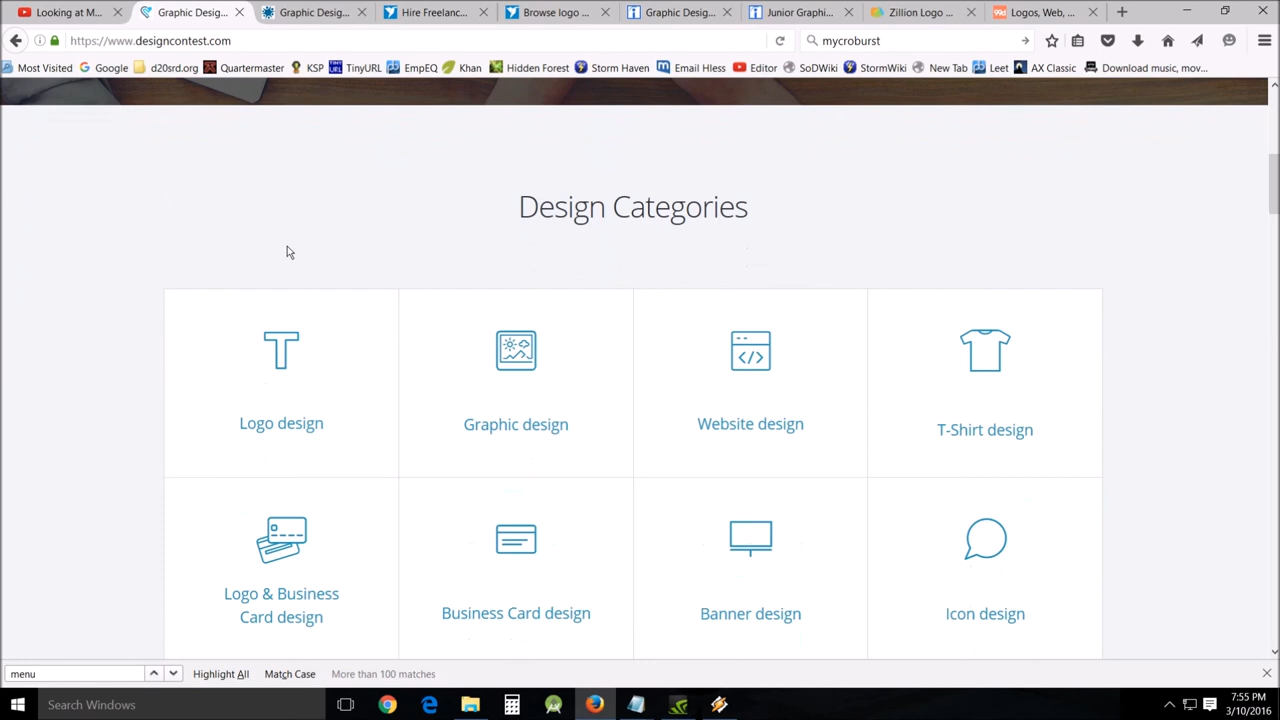 Looking at M...
Graphic Desig...
Graphic Desig...
Hire Freelanc...
Browse logo ...
Graphic Desig...
Junior Graphi...
Zillion Logo ...
99d
Logos, Web, ...
https://www.designcontest.com
mycroburst
Most Visited
Google
d20srd.org
Quartermaster
KSP
TinyURL
EmpEQ
Khan
Hidden Forest
Storm Haven
Email Hless
Editor
SoDWiki
StormWiki
New Tab
Leet
AX Classic
Download music, mov...
Design Categories
Logo design
Graphic design
Website design
T-Shirt design
Logo & Business
Card design
Business Card design
Banner design
Icon design
menu
Highlight All
Match Case
More than 100 matches
Search Windows
7:55 PM
3/10/2016